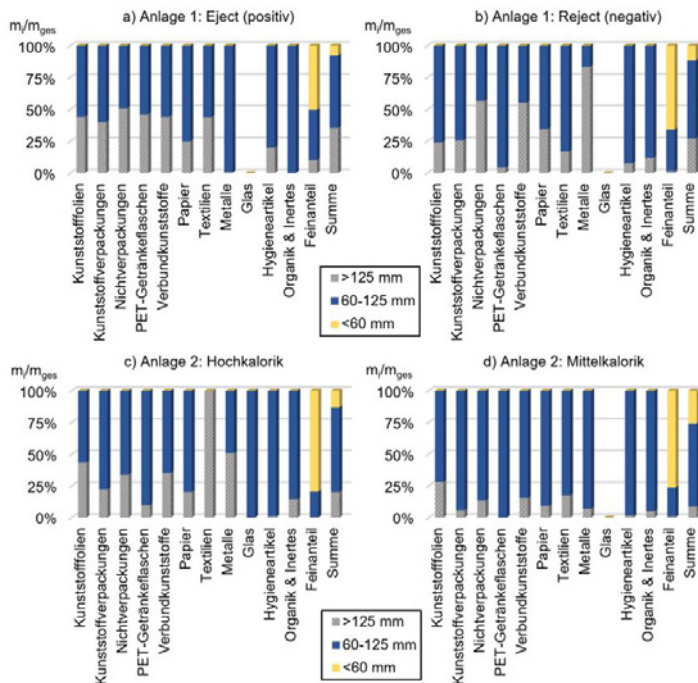 a) Anlage 1: Eject (positiv)
mᵢ/m_ges
100%
75%
50%
25%
0%
Kunststofffolien
Kunststoffverpackungen
Nichtverpackungen
PET-Getränkeflaschen
Verbundkunststoffe
Papier
Textilien
Metalle
Glas
Hygieneartikel
Organik & Inertes
Feinanteil
Summe
b) Anlage 1: Reject (negativ)
mᵢ/m_ges
100%
75%
50%
25%
0%
Kunststofffolien
Kunststoffverpackungen
Nichtverpackungen
PET-Getränkeflaschen
Verbundkunststoffe
Papier
Textilien
Metalle
Glas
Hygieneartikel
Organik & Inertes
Feinanteil
Summe
>125 mm
60-125 mm
<60 mm
c) Anlage 2: Hochkalorik
mᵢ/m_ges
100%
75%
50%
25%
0%
Kunststofffolien
Kunststoffverpackungen
Nichtverpackungen
PET-Getränkeflaschen
Verbundkunststoffe
Papier
Textilien
Metalle
Glas
Hygieneartikel
Organik & Inertes
Feinanteil
Summe
d) Anlage 2: Mittelkalorik
mᵢ/m_ges
100%
75%
50%
25%
0%
Kunststofffolien
Kunststoffverpackungen
Nichtverpackungen
PET-Getränkeflaschen
Verbundkunststoffe
Papier
Textilien
Metalle
Glas
Hygieneartikel
Organik & Inertes
Feinanteil
Summe
>125 mm
60-125 mm
<60 mm